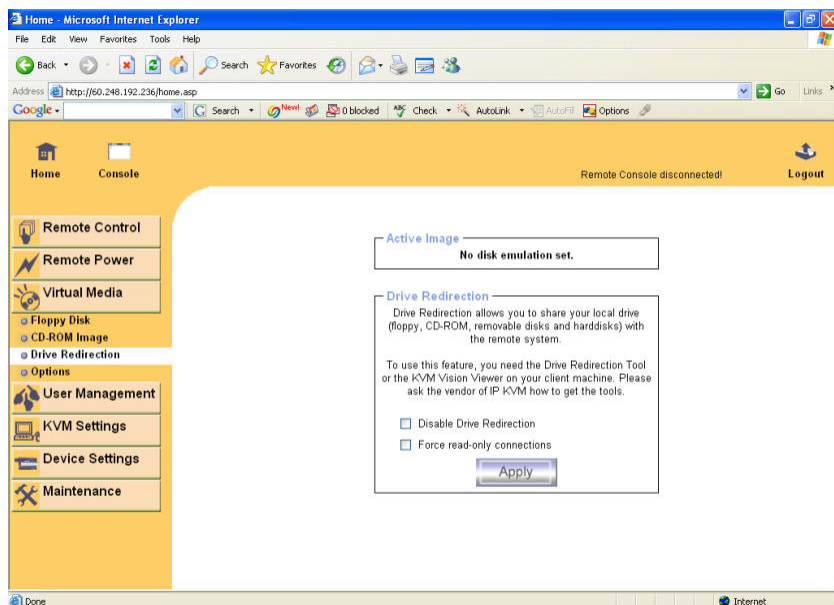 Home - Microsoft Internet Explorer
File Edit View Favorites Tools Help
Back Search Favorites
Address http://60.248.192.236/home.asp Go Links »
Google Search New! 0 blocked ABC Check AutoLink AutoFill Options
Home Console Remote Console disconnected! Logout
Remote Control
Remote Power
Virtual Media
Floppy Disk
CD-ROM Image
Drive Redirection
Options
User Management
KVM Settings
Device Settings
Maintenance
Active Image
No disk emulation set.
Drive Redirection
Drive Redirection allows you to share your local drive
(floppy, CD-ROM, removable disks and harddisks) with
the remote system.
To use this feature, you need the Drive Redirection Tool
or the KVM Vision Viewer on your client machine. Please
ask the vendor of IP KVM how to get the tools.
Disable Drive Redirection
Force read-only connections
Apply
Done Internet